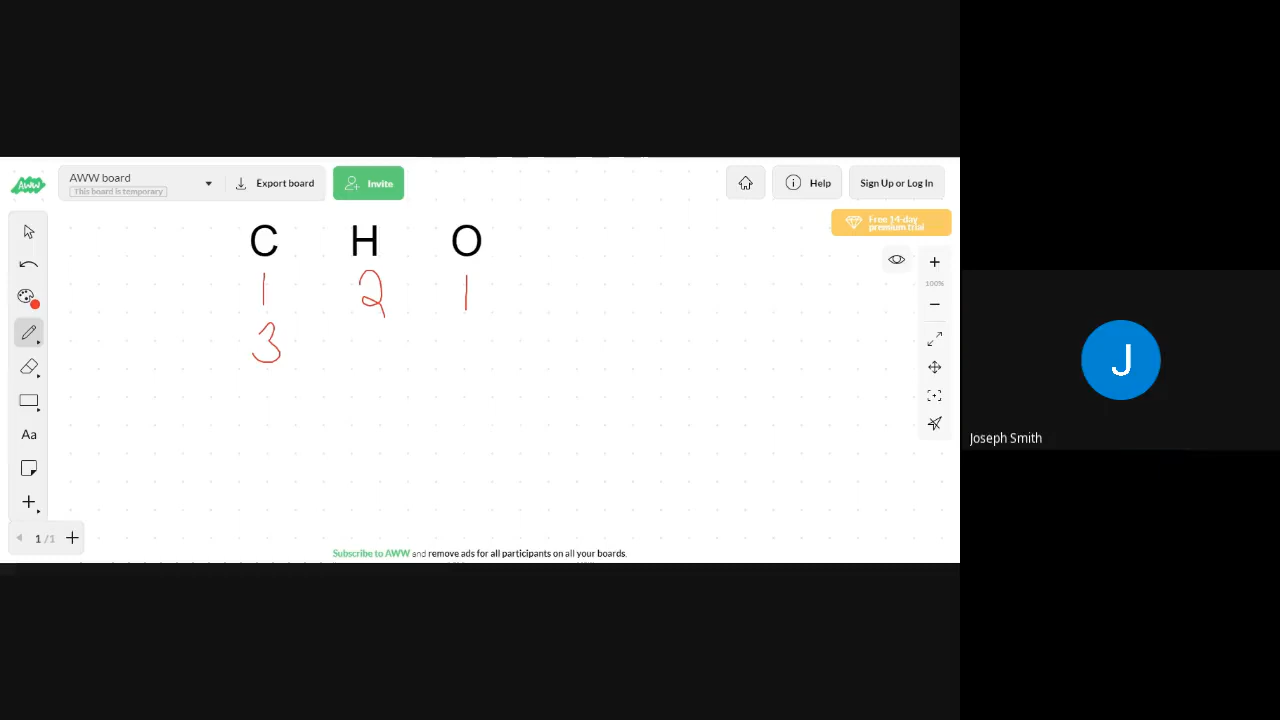 AWW
AWW board
This board is temporary
Export board
Invite
Help
Sign Up or Log In
Free 14-day
premium trial
C H O
1 2 1
3
100%
Aa
1 /1
Subscribe to AWW and remove ads for all participants on all your boards.
J
Joseph Smith